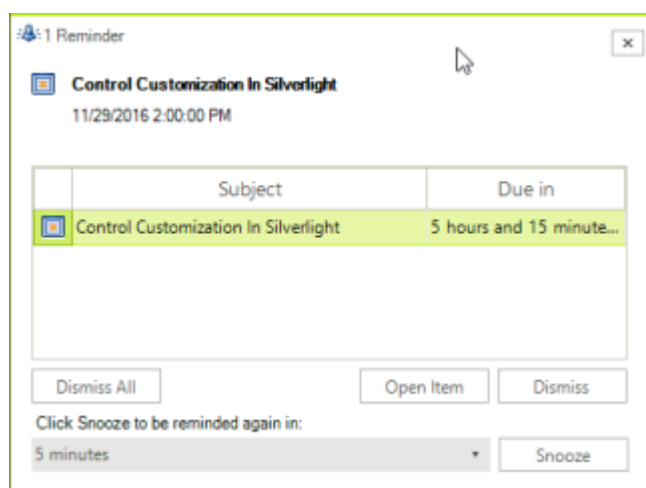 1 Reminder
Control Customization In Silverlight
11/29/2016 2:00:00 PM
Subject Due in
Control Customization In Silverlight 5 hours and 15 minute...
Dismiss All Open Item Dismiss
Click Snooze to be reminded again in:
5 minutes Snooze